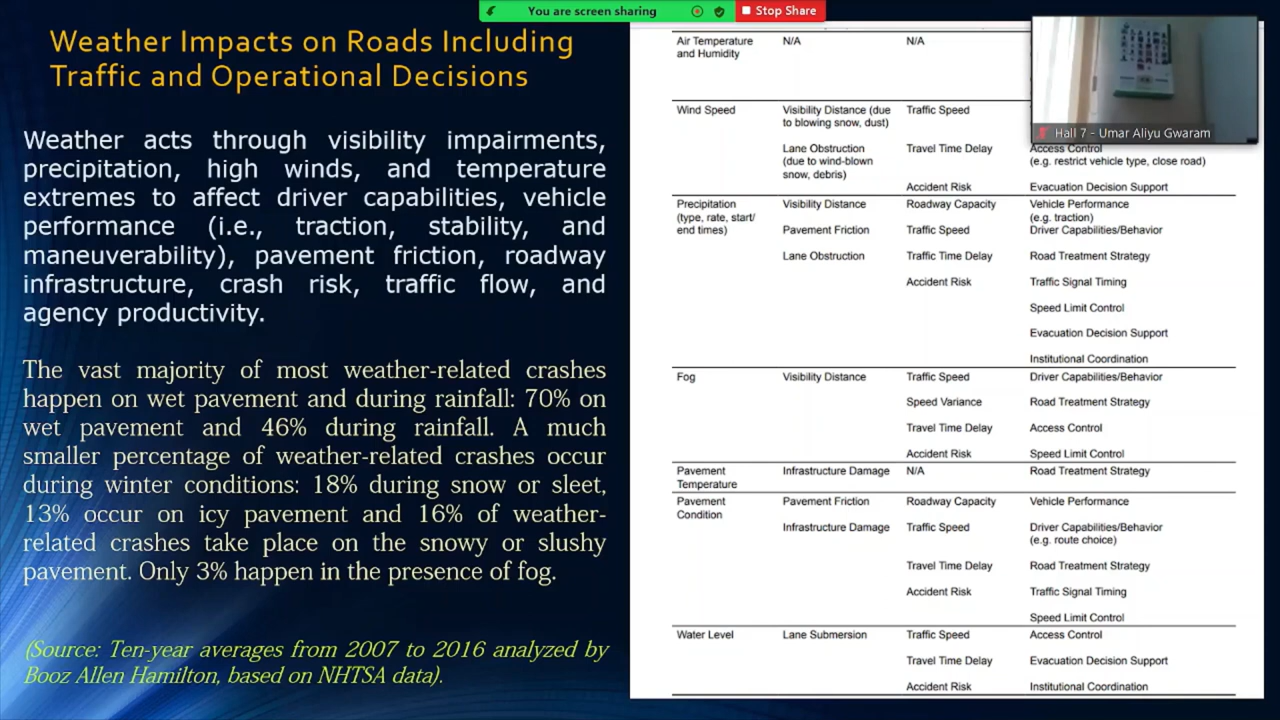 You are screen sharing
Stop Share
Weather Impacts on Roads Including
Traffic and Operational Decisions
Weather acts through visibility impairments,
precipitation, high winds, and temperature
extremes to affect driver capabilities, vehicle
performance (i.e., traction, stability, and
maneuverability), pavement friction, roadway
infrastructure, crash risk, traffic flow, and
agency productivity.
The vast majority of most weather-related crashes
happen on wet pavement and during rainfall: 70% on
wet pavement and 46% during rainfall. A much
smaller percentage of weather-related crashes occur
during winter conditions: 18% during snow or sleet,
13% occur on icy pavement and 16% of weather-
related crashes take place on the snowy or slushy
pavement. Only 3% happen in the presence of fog.
(Source: Ten-year averages from 2007 to 2016 analyzed by
Booz Allen Hamilton, based on NHTSA data).
Air Temperature N/A N/A
and Humidity
Wind Speed Visibility Distance (due Traffic Speed
to blowing snow, dust)
Lane Obstruction Travel Time Delay Access Control
(due to wind-blown (e.g. restrict vehicle type, close road)
snow, debris)
Accident Risk Evacuation Decision Support
Precipitation Visibility Distance Roadway Capacity Vehicle Performance
(type, rate, start/ (e.g. traction)
end times) Pavement Friction Traffic Speed Driver Capabilities/Behavior
Lane Obstruction Traffic Time Delay Road Treatment Strategy
Accident Risk Traffic Signal Timing
Speed Limit Control
Evacuation Decision Support
Institutional Coordination
Fog Visibility Distance Traffic Speed Driver Capabilities/Behavior
Speed Variance Road Treatment Strategy
Travel Time Delay Access Control
Accident Risk Speed Limit Control
Pavement Infrastructure Damage N/A Road Treatment Strategy
Temperature
Pavement Pavement Friction Roadway Capacity Vehicle Performance
Condition
Infrastructure Damage Traffic Speed Driver Capabilities/Behavior
(e.g. route choice)
Travel Time Delay Road Treatment Strategy
Accident Risk Traffic Signal Timing
Speed Limit Control
Water Level Lane Submersion Traffic Speed Access Control
Travel Time Delay Evacuation Decision Support
Accident Risk Institutional Coordination
Hall 7 - Umar Aliyu Gwaram